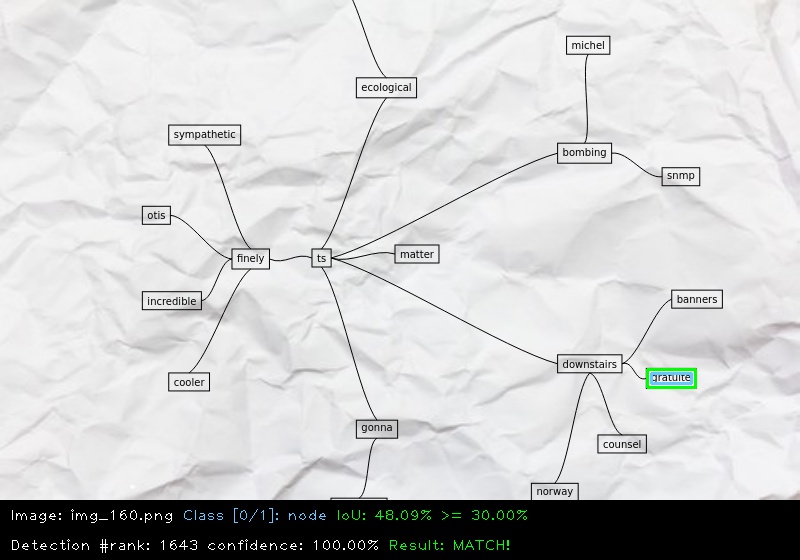 michel
ecological
sympathetic
bombing
snmp
otis
finely
ts
matter
incredible
banners
downstairs
gratuite
cooler
gonna
counsel
norway
Image: img_160.png Class [0/1]: node IoU: 48.09% >= 30.00%
Detection #rank: 1643 confidence: 100.00% Result: MATCH!